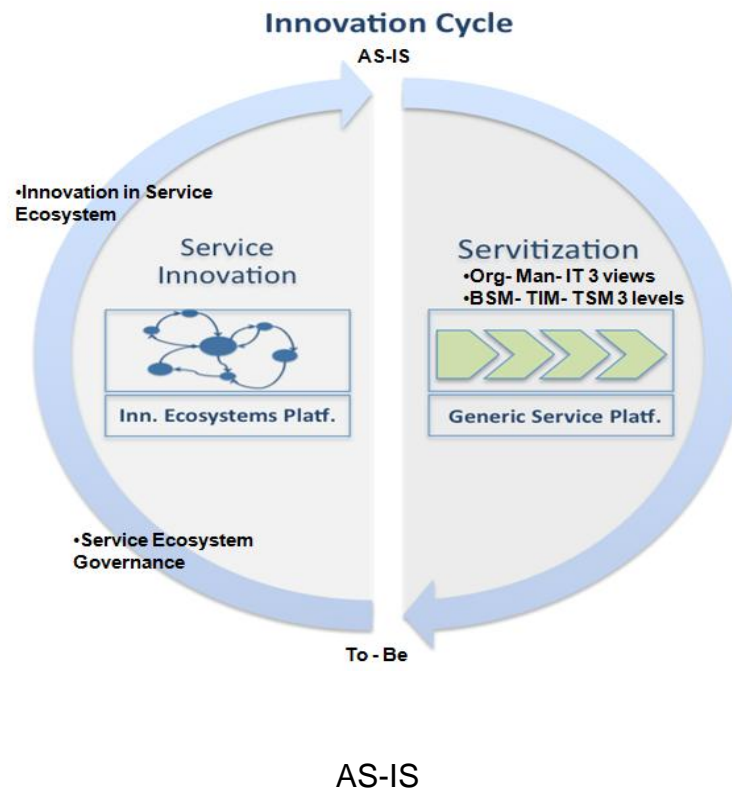 Innovation Cycle
AS-IS
•Innovation in Service
Ecosystem
Service
Innovation
Inn. Ecosystems Platf.
•Service Ecosystem
Governance
Servitization
•Org- Man- IT 3 views
•BSM- TIM- TSM 3 levels
Generic Service Platf.
To - Be
AS-IS